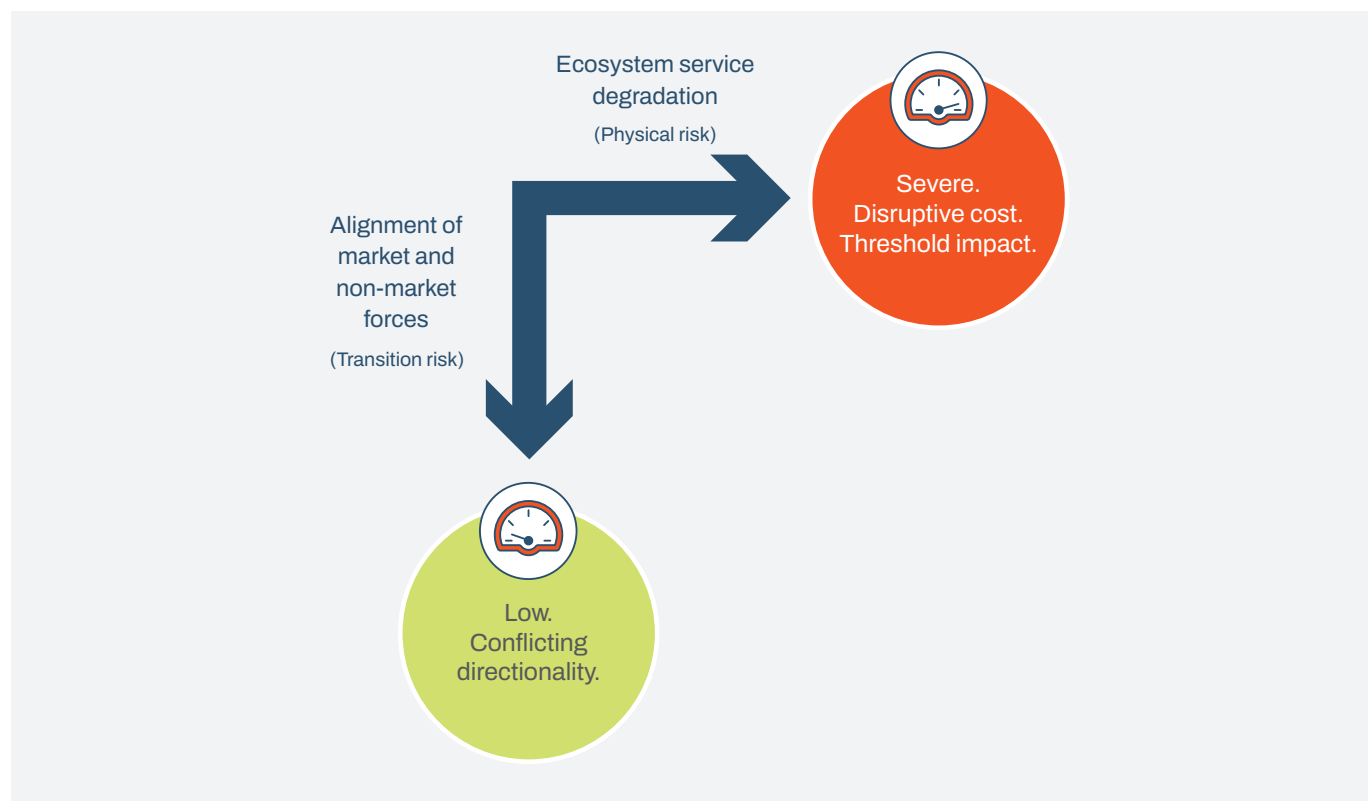 Ecosystem service
degradation
(Physical risk)
Severe.
Disruptive cost.
Threshold impact.
Alignment of
market and
non-market
forces
(Transition risk)
Low.
Conflicting
directionality.